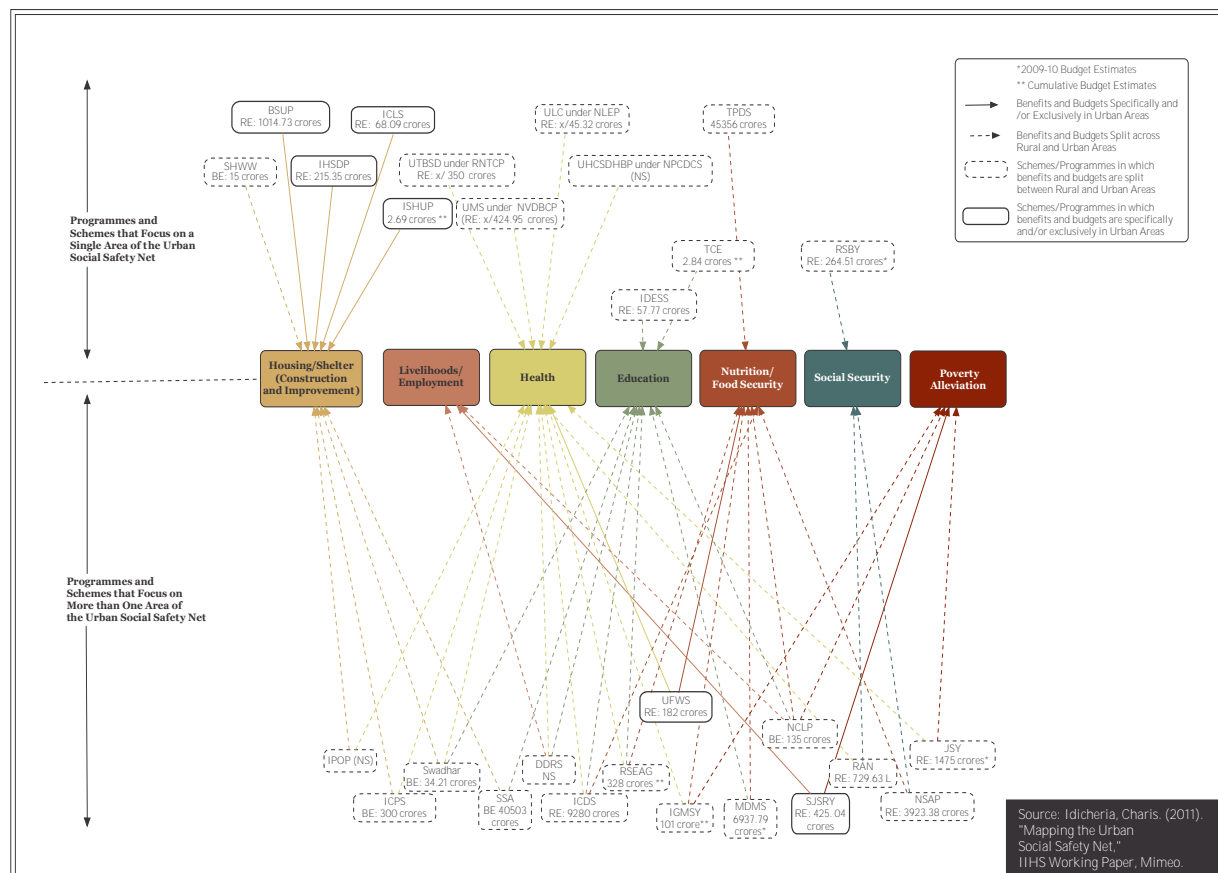 *2009-10 Budget Estimates
** Cumulative Budget Estimates
Benefits and Budgets Specifically and
/or Exclusively in Urban Areas
Benefits and Budgets Split across
Rural and Urban Areas
Schemes/Programmes in which
benefits and budgets are split
between Rural and Urban Areas
Schemes/Programmes in which
benefits and budgets are specifically
and/or exclusively in Urban Areas
BSUP
RE: 1014.73 crores
ICLS
RE: 68.09 crores
ULC under NLEP
RE: x/45.32 crores
TPDS
45356 crores
SHWW
BE: 15 crores
IHSDP
RE: 215.35 crores
UTBSD under RNTCP
RE: x/ 350 crores
UHCSDHBP under NPCDCS
(NS)
ISHUP
2.69 crores **
UMS under NVDBCP
(RE: x/424.95 crores)
Programmes and
Schemes that Focus on a
Single Area of the Urban
Social Safety Net
TCE
2.84 crores **
RSBY
RE: 264.51 crores*
IDESS
RE: 57.77 crores
Housing/Shelter
(Construction
and Improvement)
Livelihoods/
Employment
Health
Education
Nutrition/
Food Security
Social Security
Poverty
Alleviation
Programmes and
Schemes that Focus on
More than One Area of
the Urban Social Safety Net
UFWS
RE: 182 crores
NCLP
BE: 135 crores
IPOP (NS)
Swadhar
BE: 34.21 crores
DDRS
NS
RSEAG
328 crores **
RAN
RE: 729.63 L
JSY
RE: 1475 crores*
ICPS
BE: 300 crores
SSA
BE 40503
crores
ICDS
RE: 9280 crores
IGMSY
101 crore**
MDMS
6937.79
crores*
SJSRY
RE: 425. 04
crores
NSAP
RE: 3923.38 crores
Source: Idicheria, Charis. (2011).
"Mapping the Urban
Social Safety Net,"
IIHS Working Paper, Mimeo.